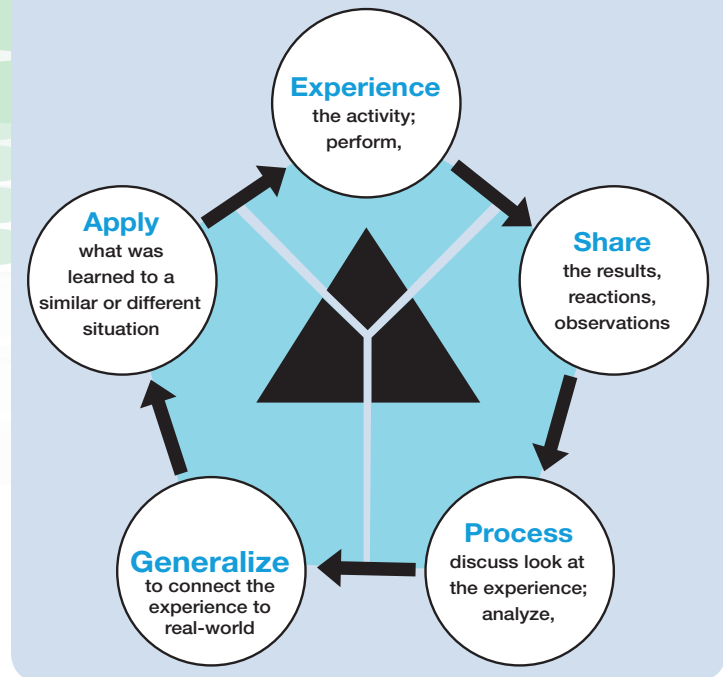 Experience
the activity;
perform,
Share
the results,
reactions,
observations
Process
discuss look at
the experience;
analyze,
Generalize
to connect the
experience to
real-world
Apply
what was
learned to a
similar or different
situation